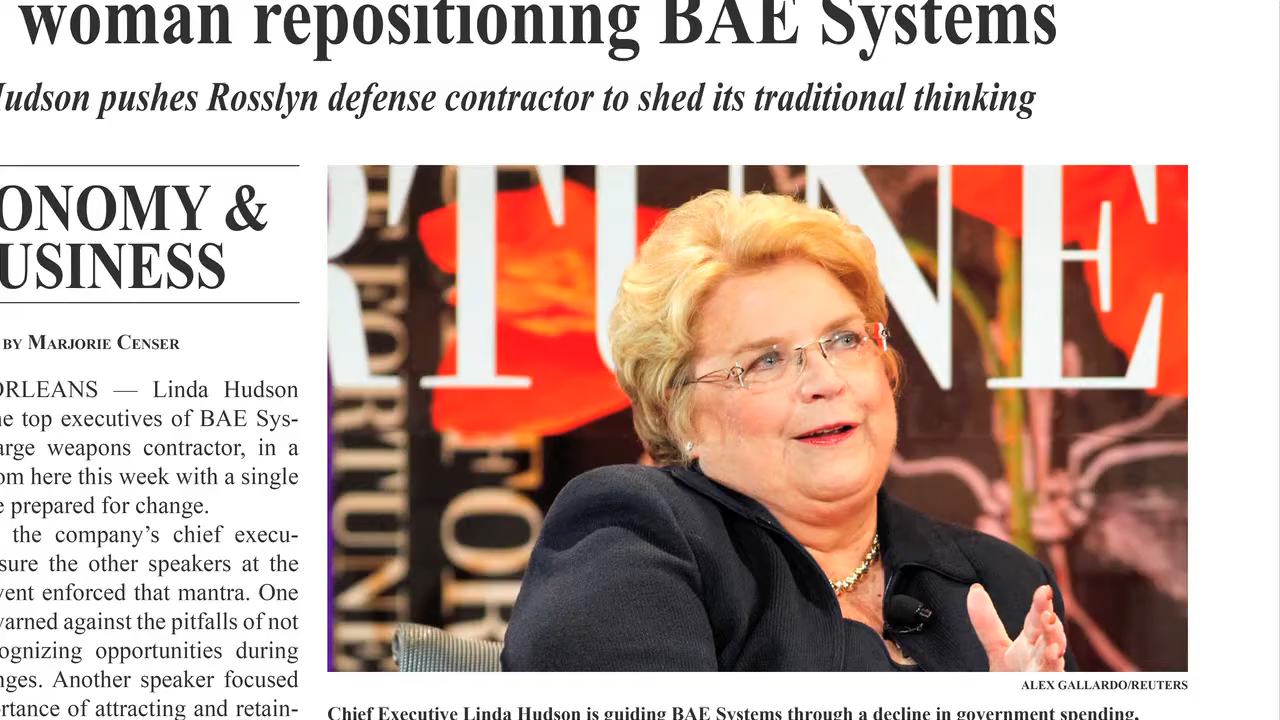 woman repositioning BAE Systems
Hudson pushes Rosslyn defense contractor to shed its traditional thinking
ONOMY &
USINESS
BY MARJORIE CENSER
ORLEANS — Linda Hudson
he top executives of BAE Sys-
arge weapons contractor, in a
om here this week with a single
e prepared for change.
the company's chief execu-
sure the other speakers at the
vent enforced that mantra. One
warned against the pitfalls of not
ognizing opportunities during
nges. Another speaker focused
rtance of attracting and retain-
RTUNE
FORTUNE
FOR
ALEX GALLARDO/REUTERS
Chief Executive Linda Hudson is guiding BAE Systems through a decline in government spending.